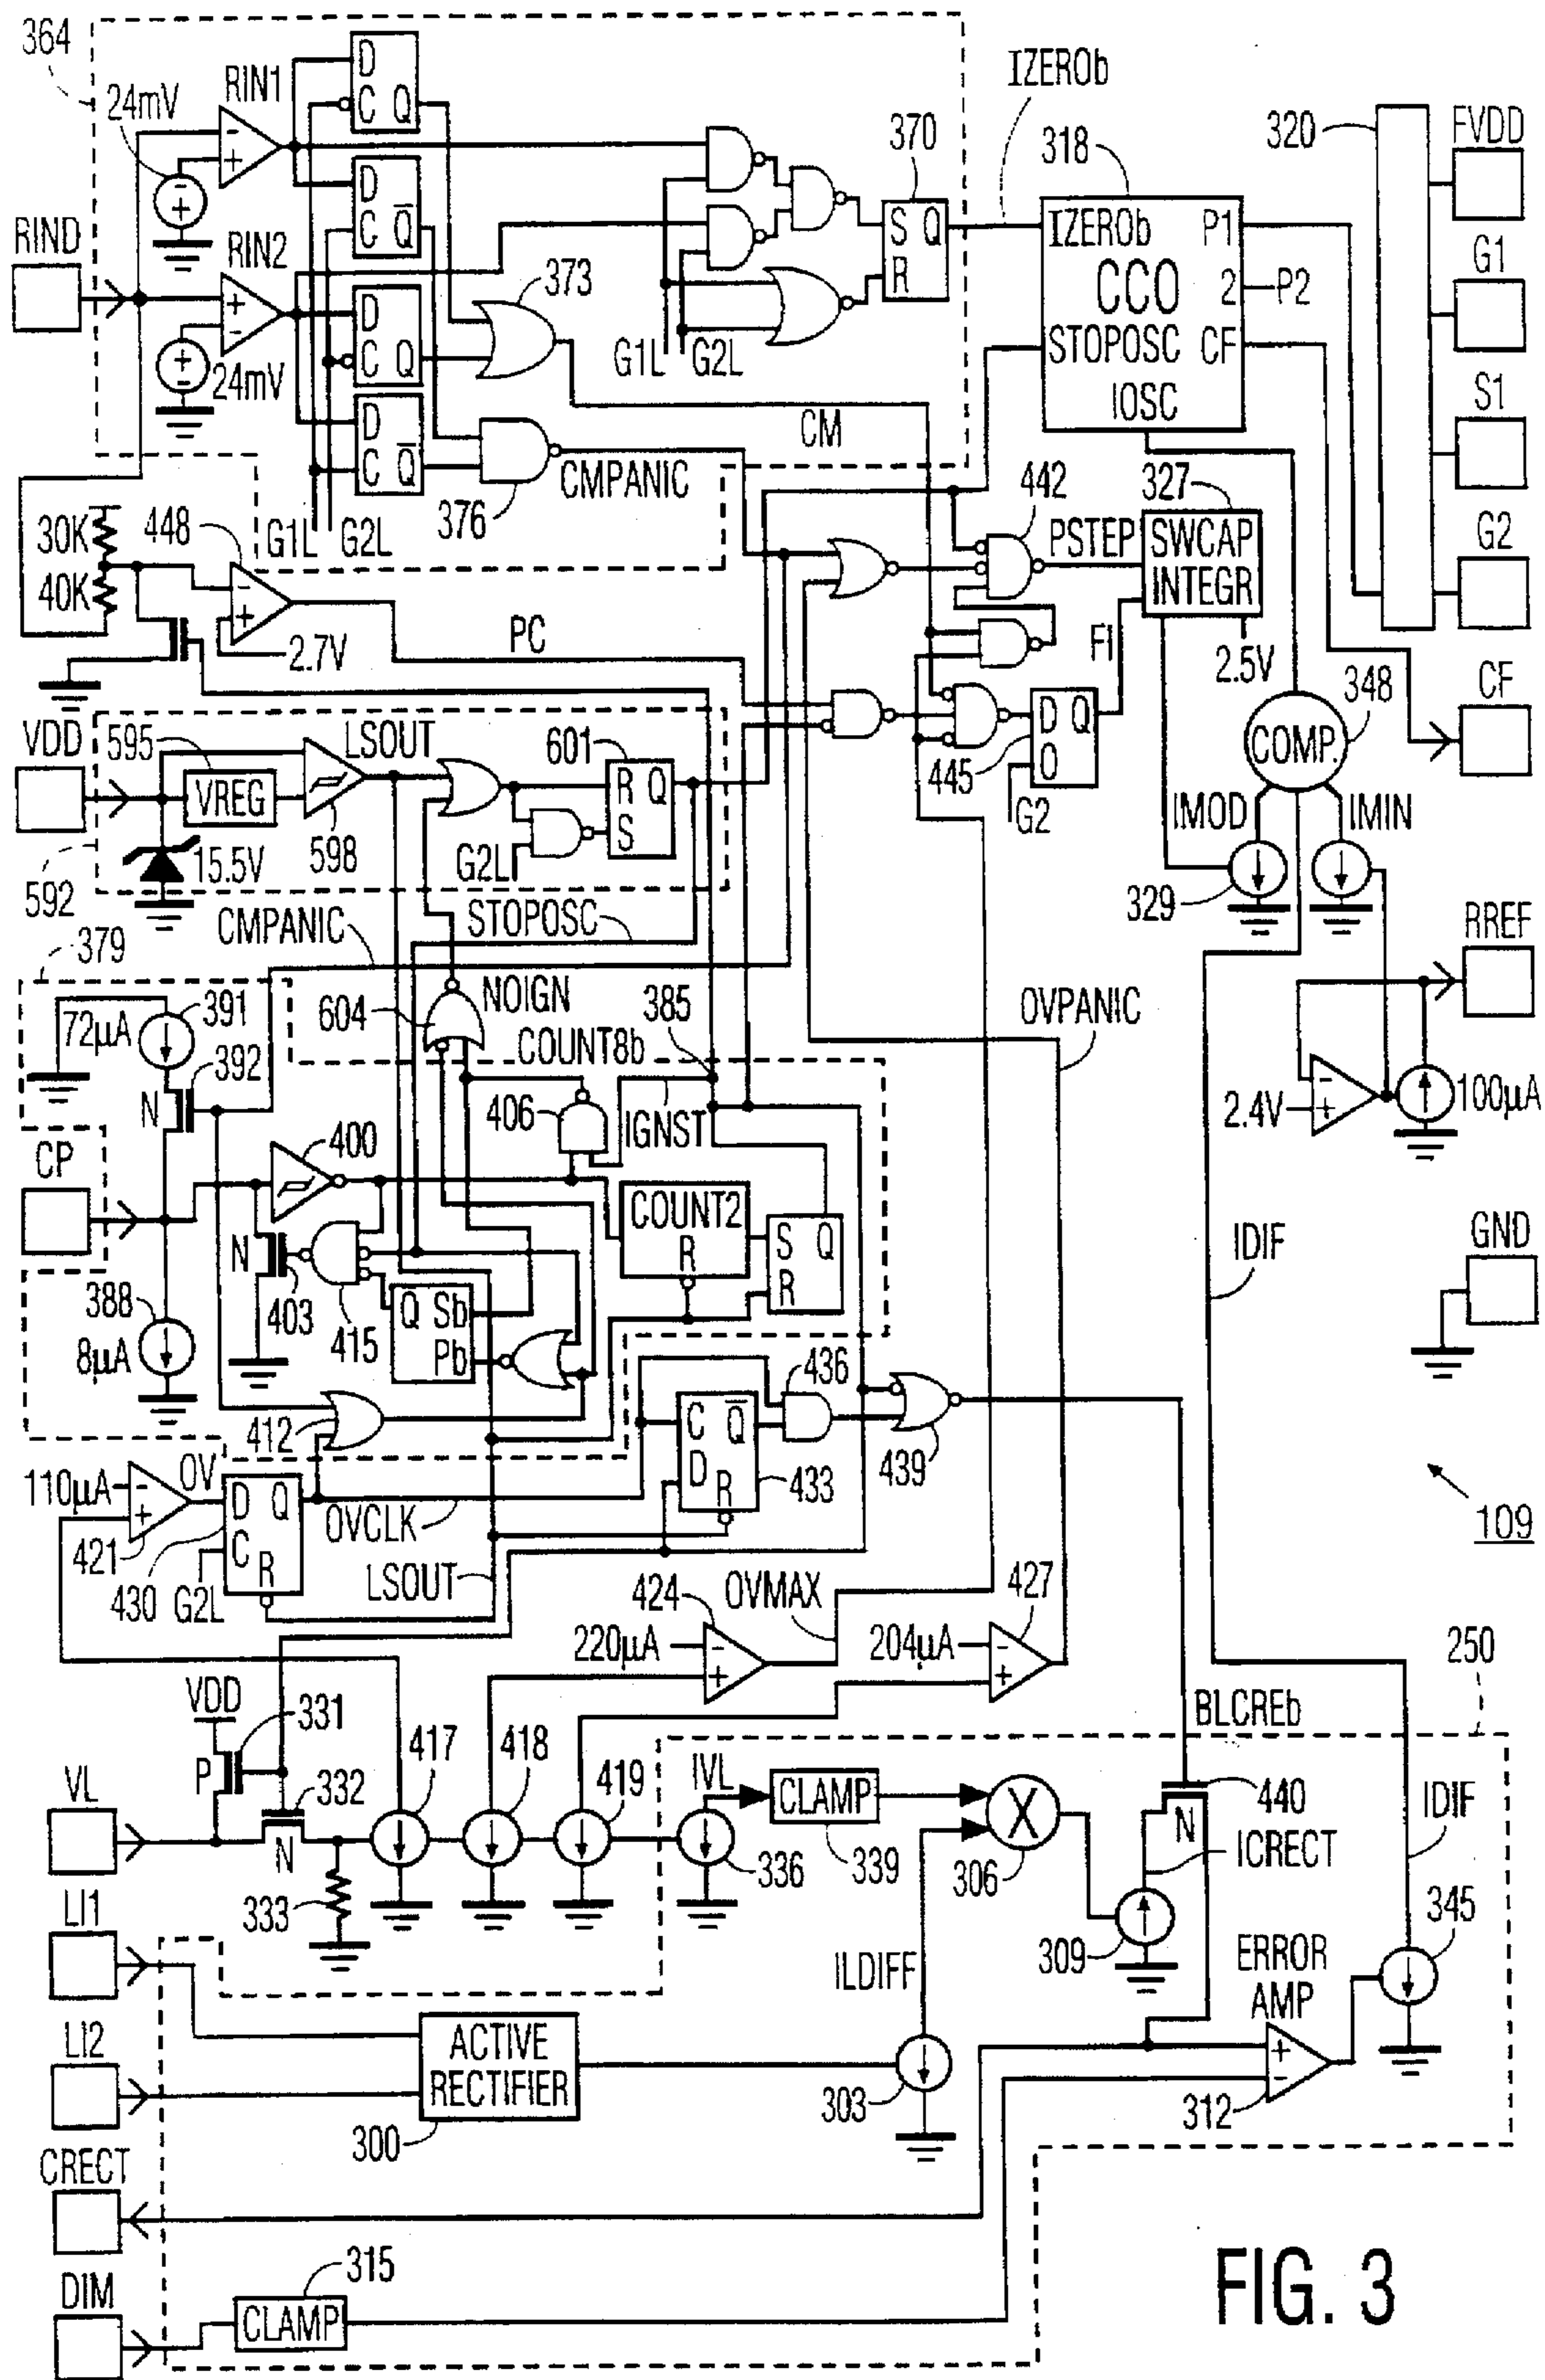 364
24mV
RIN1
D
C Q
IZEROb
D
C Q
370
318
320
FVDD
RIND
RIN2
S Q
R
IZEROb
P1
CCO
2
P2
STOPOSC
CF
IOSC
G1
373
D
C Q
24mV
G1L
G2L
S1
D
C Q
CM
CMPANIC
376
G1L
G2L
442
327
G2
30K
40K
448
PSTEP
SWCAP
INTEGR
2.7V
PC
FI
2.5V
348
CF
VDD
595
LSOUT
601
VREG
598
R Q
S
D Q
O
445
G2
COMP.
15.5V
G2L
592
IMOD
IMIN
329
CMPANIC
STOPOSC
RREF
379
391
72µA
392
N
604
NOIGN
COUNT8b
385
OVPANIC
406
IGNST
2.4V
100µA
CP
400
COUNT2
R
S Q
R
N
403
415
388
8µA
Q Sb
Pb
IDIF
GND
412
436
C Q
D
R
433
439
110µA
OV
421
D Q
C
R
430
G2L
OVCLK
LSOUT
109
424
OVMAX
427
220µA
204µA
250
VDD
331
P
417
418
419
BLCREb
VL
332
N
333
IVL
CLAMP
336
339
X
306
440
N
ICRECT
IDIF
LI1
309
345
ILDIFF
ERROR
AMP
LI2
ACTIVE
RECTIFIER
300
303
312
CRECT
315
DIM
CLAMP
FIG. 3